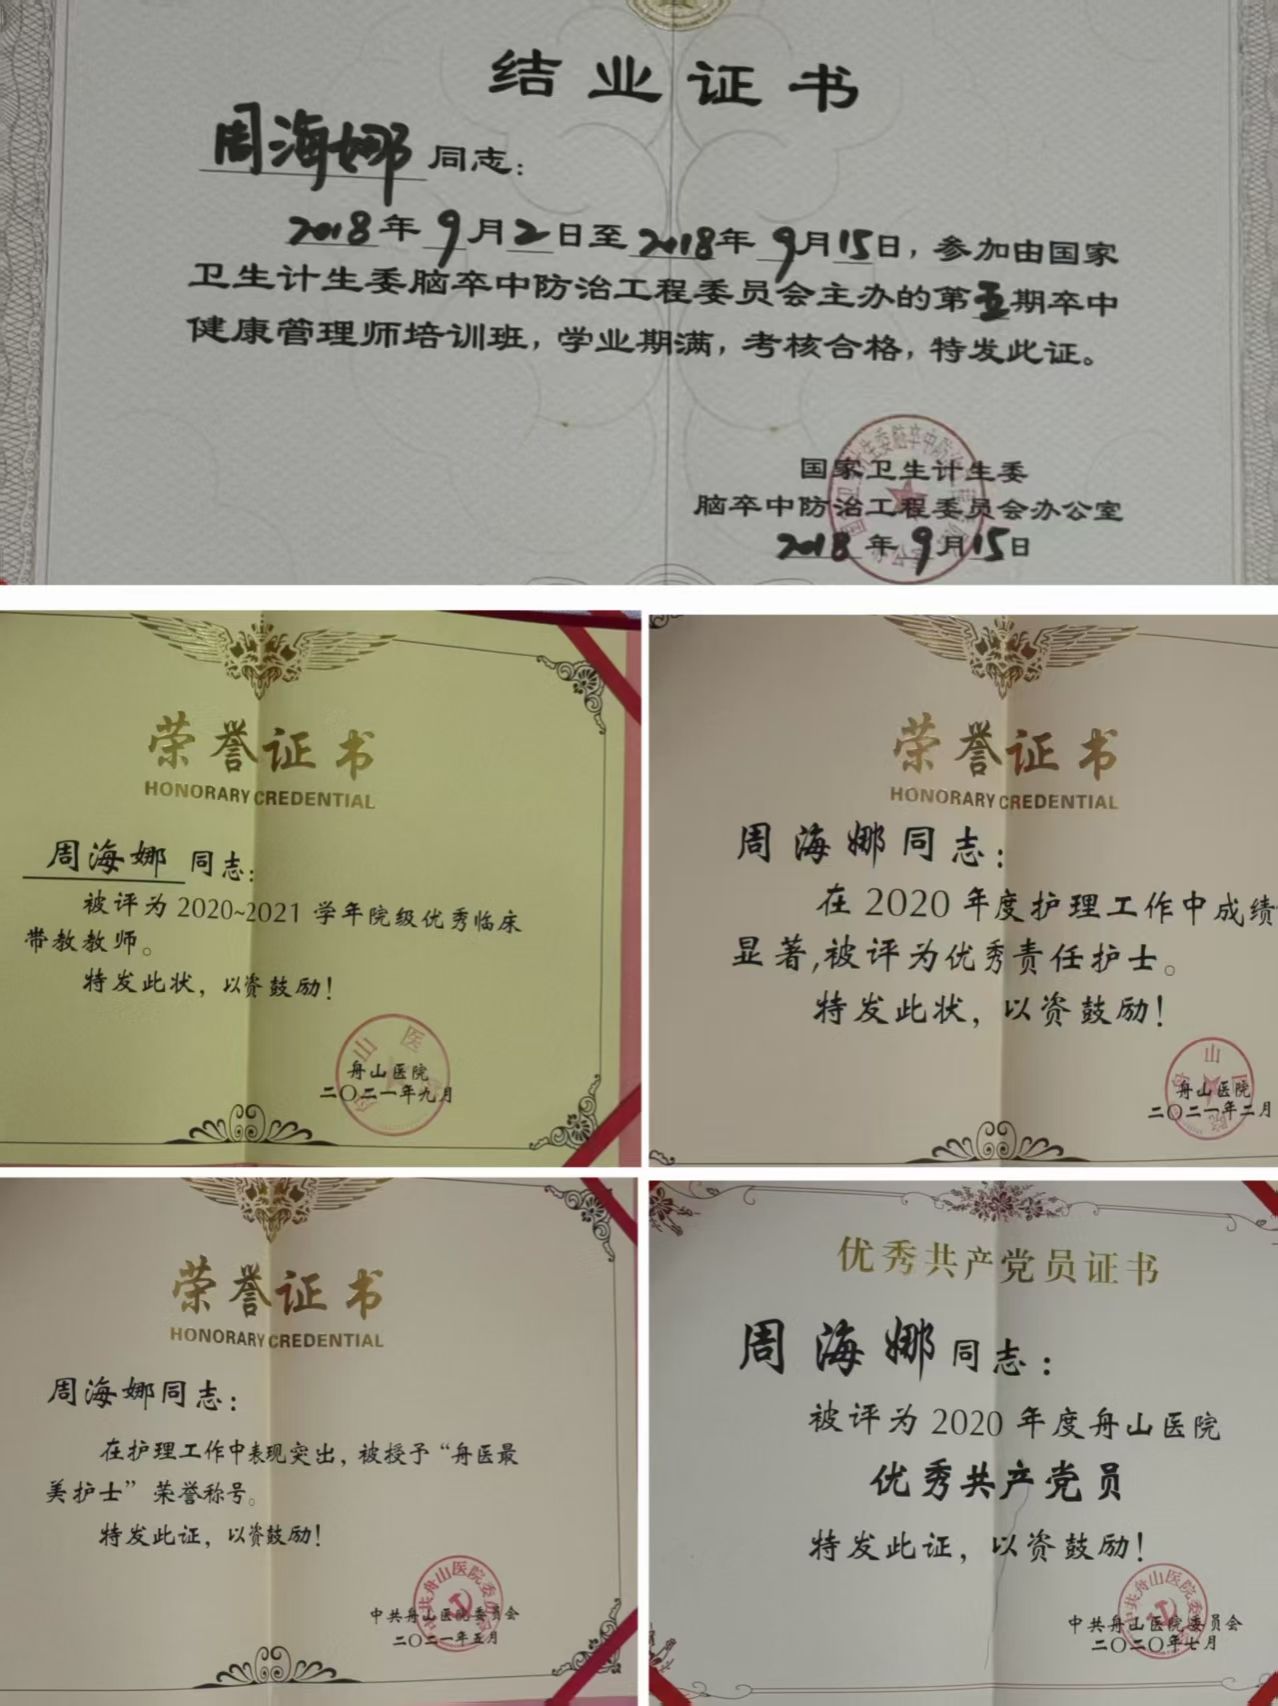 结业证书
周海娜同志：
2018年9月2日至2018年9月15日，参加由国家
卫生计生委脑卒中防治工程委员会主办的第五期卒中
健康管理师培训班，学业期满，考核合格，特发此证。
国家卫生计生委
脑卒中防治工程委员会办公室
2018年9月15日
荣誉证书
HONORARY CREDENTIAL
周海娜同志：
被评为2020~2021学年院级优秀临床
带教教师。
特发此状，以资鼓励！
舟山医院
二〇二一年九月
荣誉证书
HONORARY CREDENTIAL
周海娜同志：
在2020年度护理工作中成绩
显著，被评为优秀责任护士。
特发此状，以资鼓励！
舟山医院
二〇二一年二月
荣誉证书
HONORARY CREDENTIAL
周海娜同志：
在护理工作中表现突出，被授予“舟医最
美护士”荣誉称号。
特发此证，以资鼓励！
中共舟山医院委员会
二〇二一年五月
优秀共产党员证书
周海娜同志：
被评为2020年度舟山医院
优秀共产党员
特发此证，以资鼓励！
中共舟山医院委员会
二〇二〇年七月